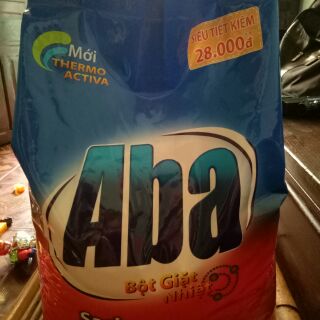 Mới
THERMO
ACTIVA
SIÊU TIẾT KIỆM
28.000đ
Aba
Bột Giặt
Nhiệt